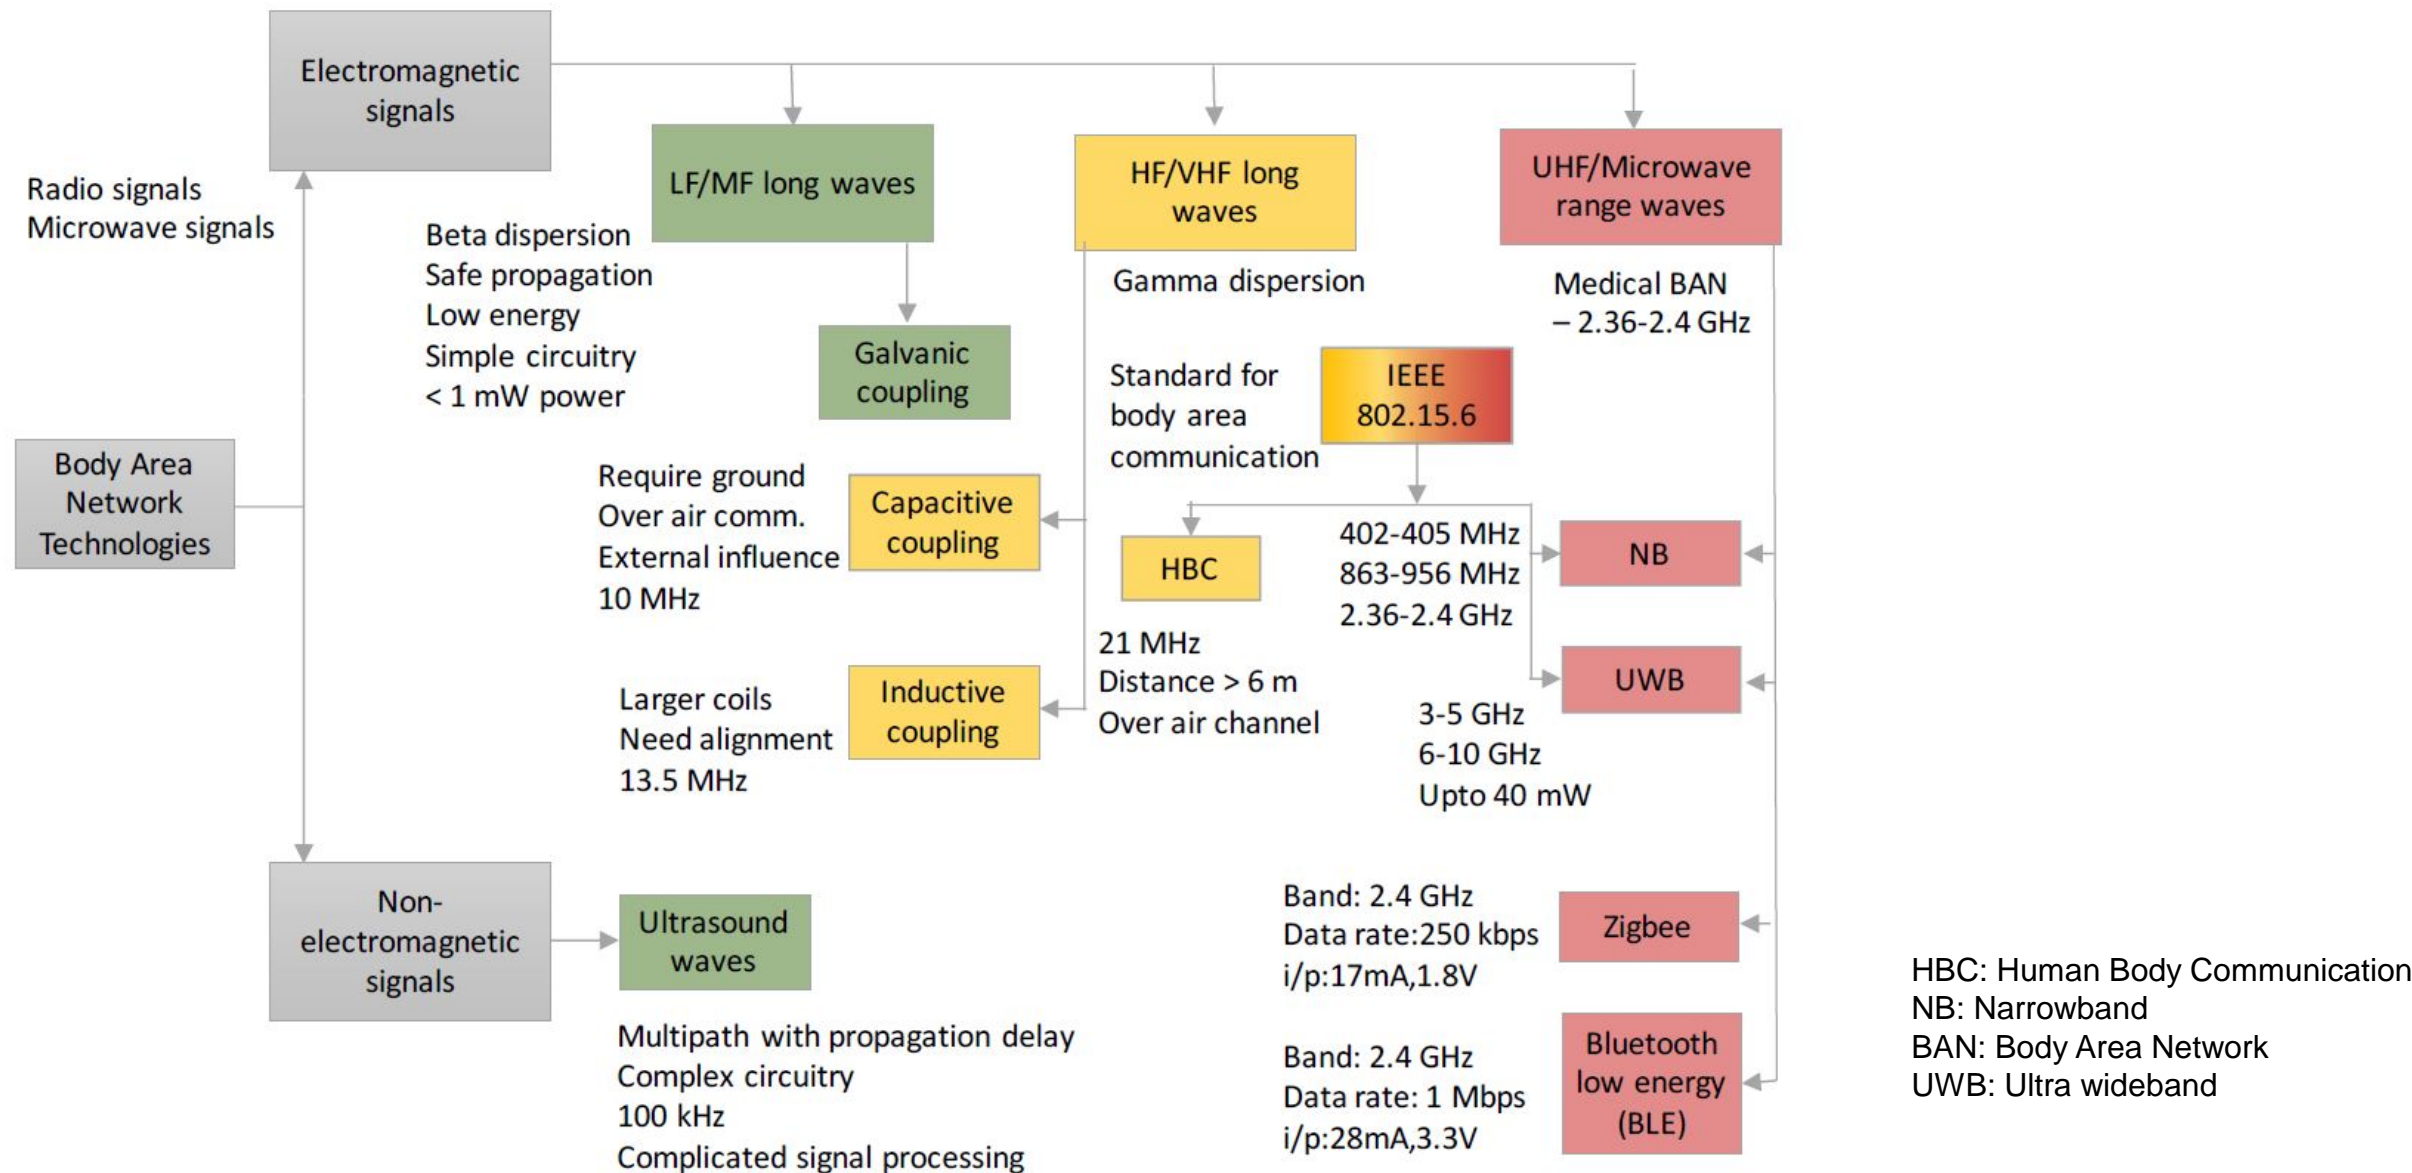 Electromagnetic
signals
Radio signals
Microwave signals
LF/MF long waves
HF/VHF long
waves
UHF/Microwave
range waves
Beta dispersion
Safe propagation
Low energy
Simple circuitry
< 1 mW power
Galvanic
coupling
Gamma dispersion
Medical BAN
– 2.36-2.4 GHz
Standard for
body area
communication
IEEE
802.15.6
Body Area
Network
Technologies
Require ground
Over air comm.
External influence
10 MHz
Capacitive
coupling
HBC
402-405 MHz
863-956 MHz
2.36-2.4 GHz
NB
21 MHz
Distance > 6 m
Over air channel
Larger coils
Need alignment
13.5 MHz
Inductive
coupling
UWB
3-5 GHz
6-10 GHz
Upto 40 mW
Non-
electromagnetic
signals
Ultrasound
waves
Multipath with propagation delay
Complex circuitry
100 kHz
Complicated signal processing
Band: 2.4 GHz
Data rate:250 kbps
i/p:17mA,1.8V
Zigbee
Band: 2.4 GHz
Data rate: 1 Mbps
i/p:28mA,3.3V
Bluetooth
low energy
(BLE)
HBC: Human Body Communication
NB: Narrowband
BAN: Body Area Network
UWB: Ultra wideband